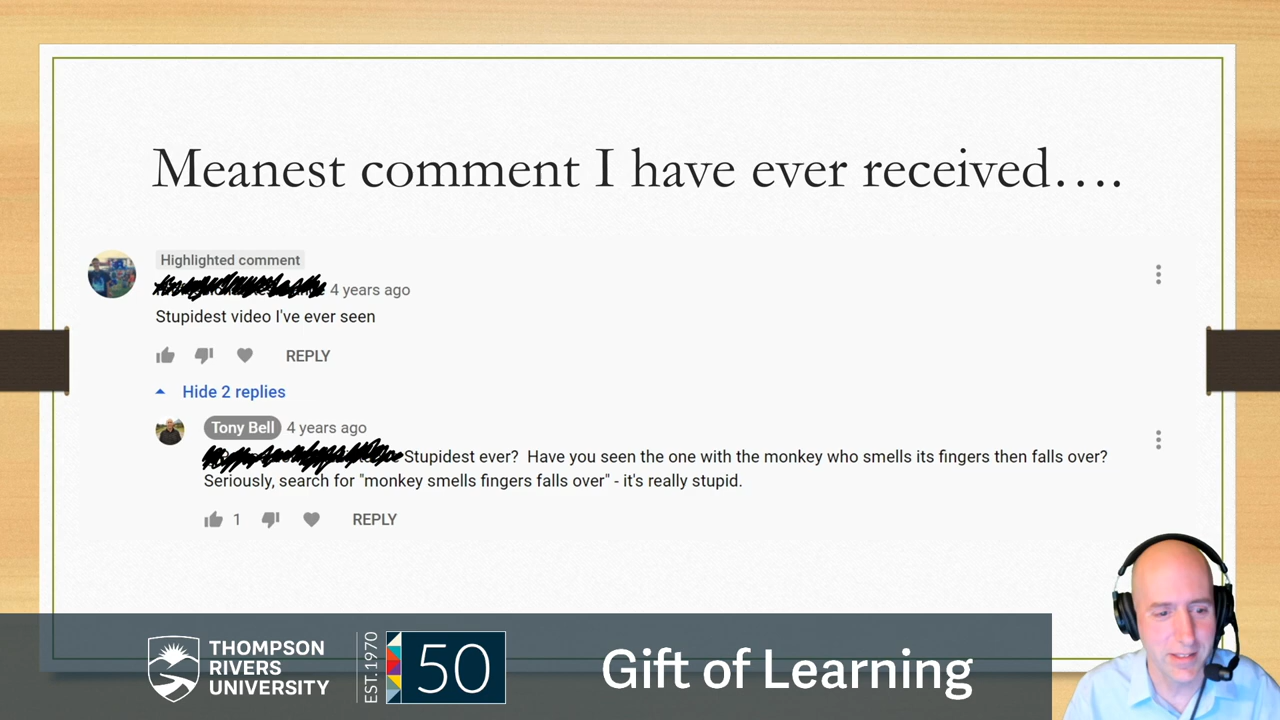 Meanest comment I have ever received….
Highlighted comment
4 years ago
Stupidest video I've ever seen
REPLY
Hide 2 replies
Tony Bell 4 years ago
Stupidest ever? Have you seen the one with the monkey who smells its fingers then falls over?
Seriously, search for "monkey smells fingers falls over" - it's really stupid.
1 REPLY
THOMPSON
RIVERS
UNIVERSITY
EST.1970
50
Gift of Learning